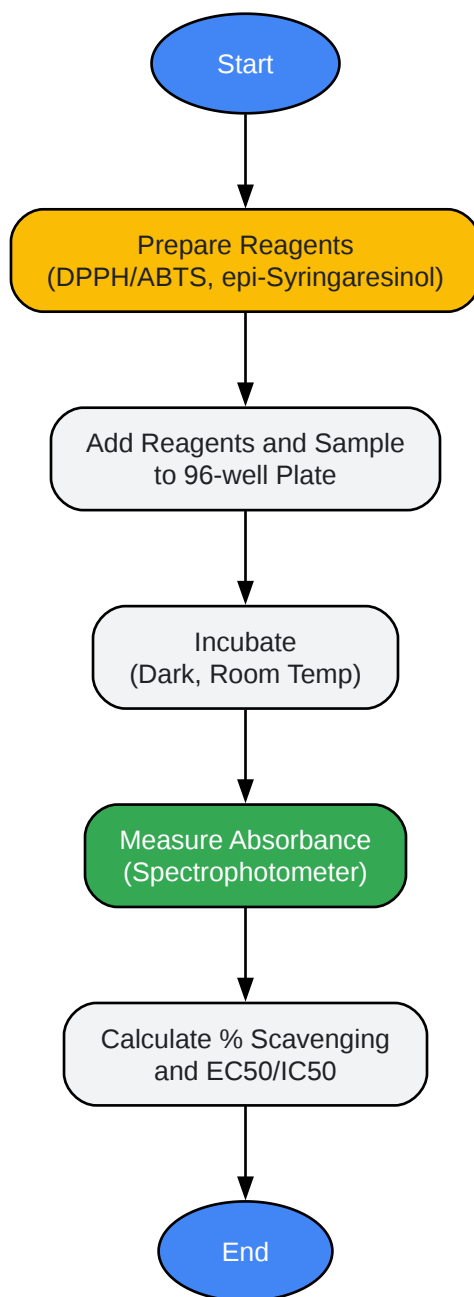 Start
Prepare Reagents
(DPPH/ABTS, epi-Syringaresinol)
Add Reagents and Sample
to 96-well Plate
Incubate
(Dark, Room Temp)
Measure Absorbance
(Spectrophotometer)
Calculate % Scavenging
and EC50/IC50
End